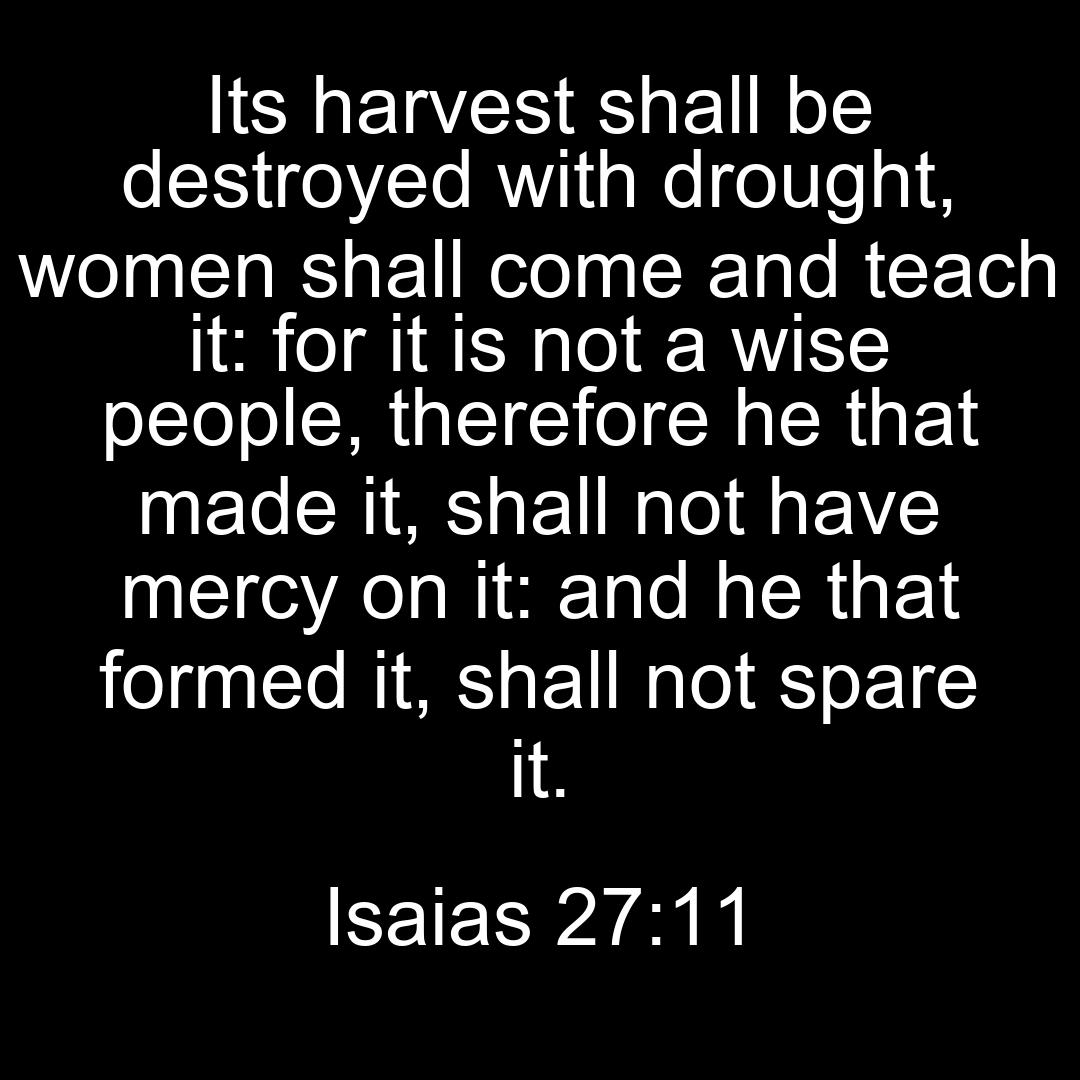 Its harvest shall be
destroyed with drought,
women shall come and teach
it: for it is not a wise
people, therefore he that
made it, shall not have
mercy on it: and he that
formed it, shall not spare
it.
Isaias 27:11